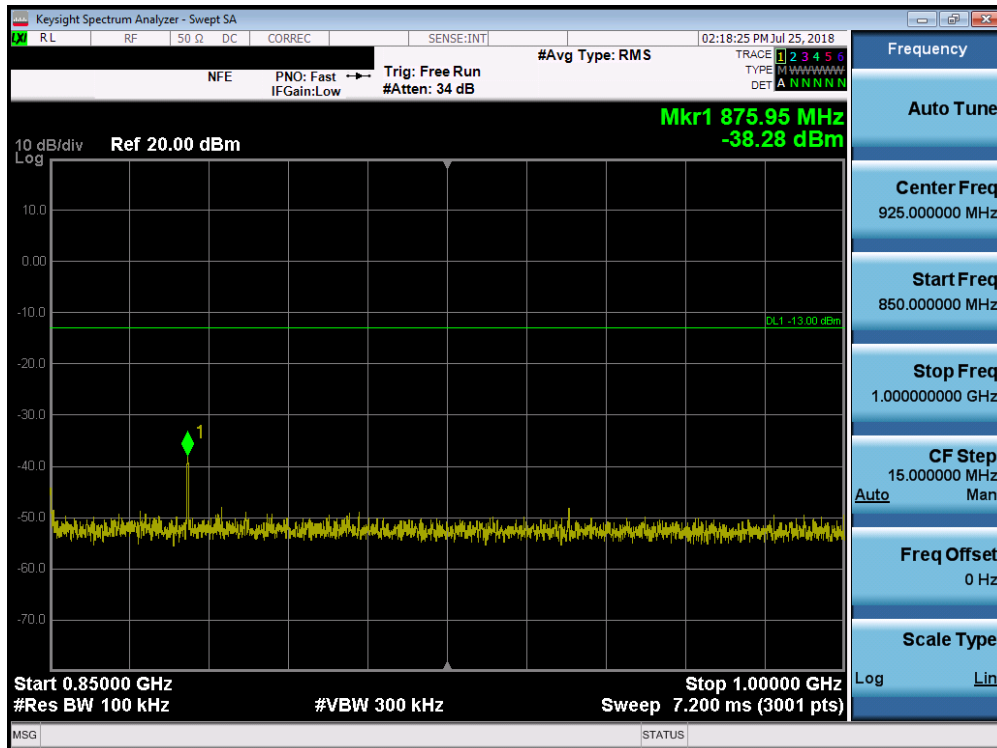 Keysight Spectrum Analyzer - Swept SA
LXI RL RF 50 Ω DC CORREC SENSE:INT 02:18:25 PM Jul 25, 2018
NFE PNO: Fast Trig: Free Run #Avg Type: RMS TRACE 1 2 3 4 5 6
IFGain:Low #Atten: 34 dB TYPE M WWWWW
DET A N N N N N
Mkr1 875.95 MHz
-38.28 dBm
10 dB/div Ref 20.00 dBm
Log
10.0
0.00
-10.0
DL1 -13.00 dBm
-20.0
-30.0
1
-40.0
-50.0
-60.0
-70.0
Start 0.85000 GHz Stop 1.00000 GHz
#Res BW 100 kHz #VBW 300 kHz Sweep 7.200 ms (3001 pts)
MSG STATUS
Frequency
Auto Tune
Center Freq
925.000000 MHz
Start Freq
850.000000 MHz
Stop Freq
1.000000000 GHz
CF Step
15.000000 MHz
Auto Man
Freq Offset
0 Hz
Scale Type
Log Lin